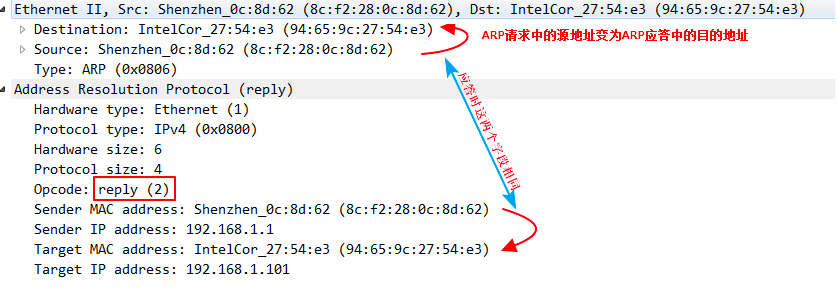 Ethernet II, Src: Shenzhen_0c:8d:62 (8c:f2:28:0c:8d:62), Dst: IntelCor_27:54:e3 (94:65:9c:27:54:e3)
Destination: IntelCor_27:54:e3 (94:65:9c:27:54:e3)
ARP请求中的源地址变为ARP应答中的目的地址
Source: Shenzhen_0c:8d:62 (8c:f2:28:0c:8d:62)
Type: ARP (0x0806)
应答时这两个字段相同
Address Resolution Protocol (reply)
Hardware type: Ethernet (1)
Protocol type: IPv4 (0x0800)
Hardware size: 6
Protocol size: 4
Opcode: reply (2)
Sender MAC address: Shenzhen_0c:8d:62 (8c:f2:28:0c:8d:62)
Sender IP address: 192.168.1.1
Target MAC address: IntelCor_27:54:e3 (94:65:9c:27:54:e3)
Target IP address: 192.168.1.101